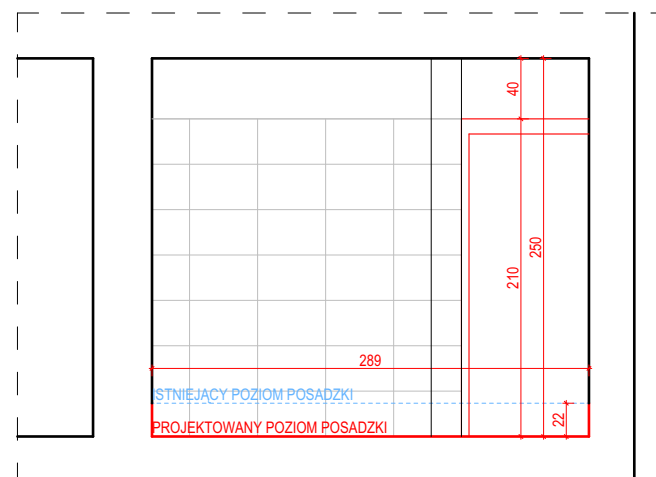 40
250
210
289
ISTNIEJĄCY POZIOM POSADZKI
22
PROJEKTOWANY POZIOM POSADZKI